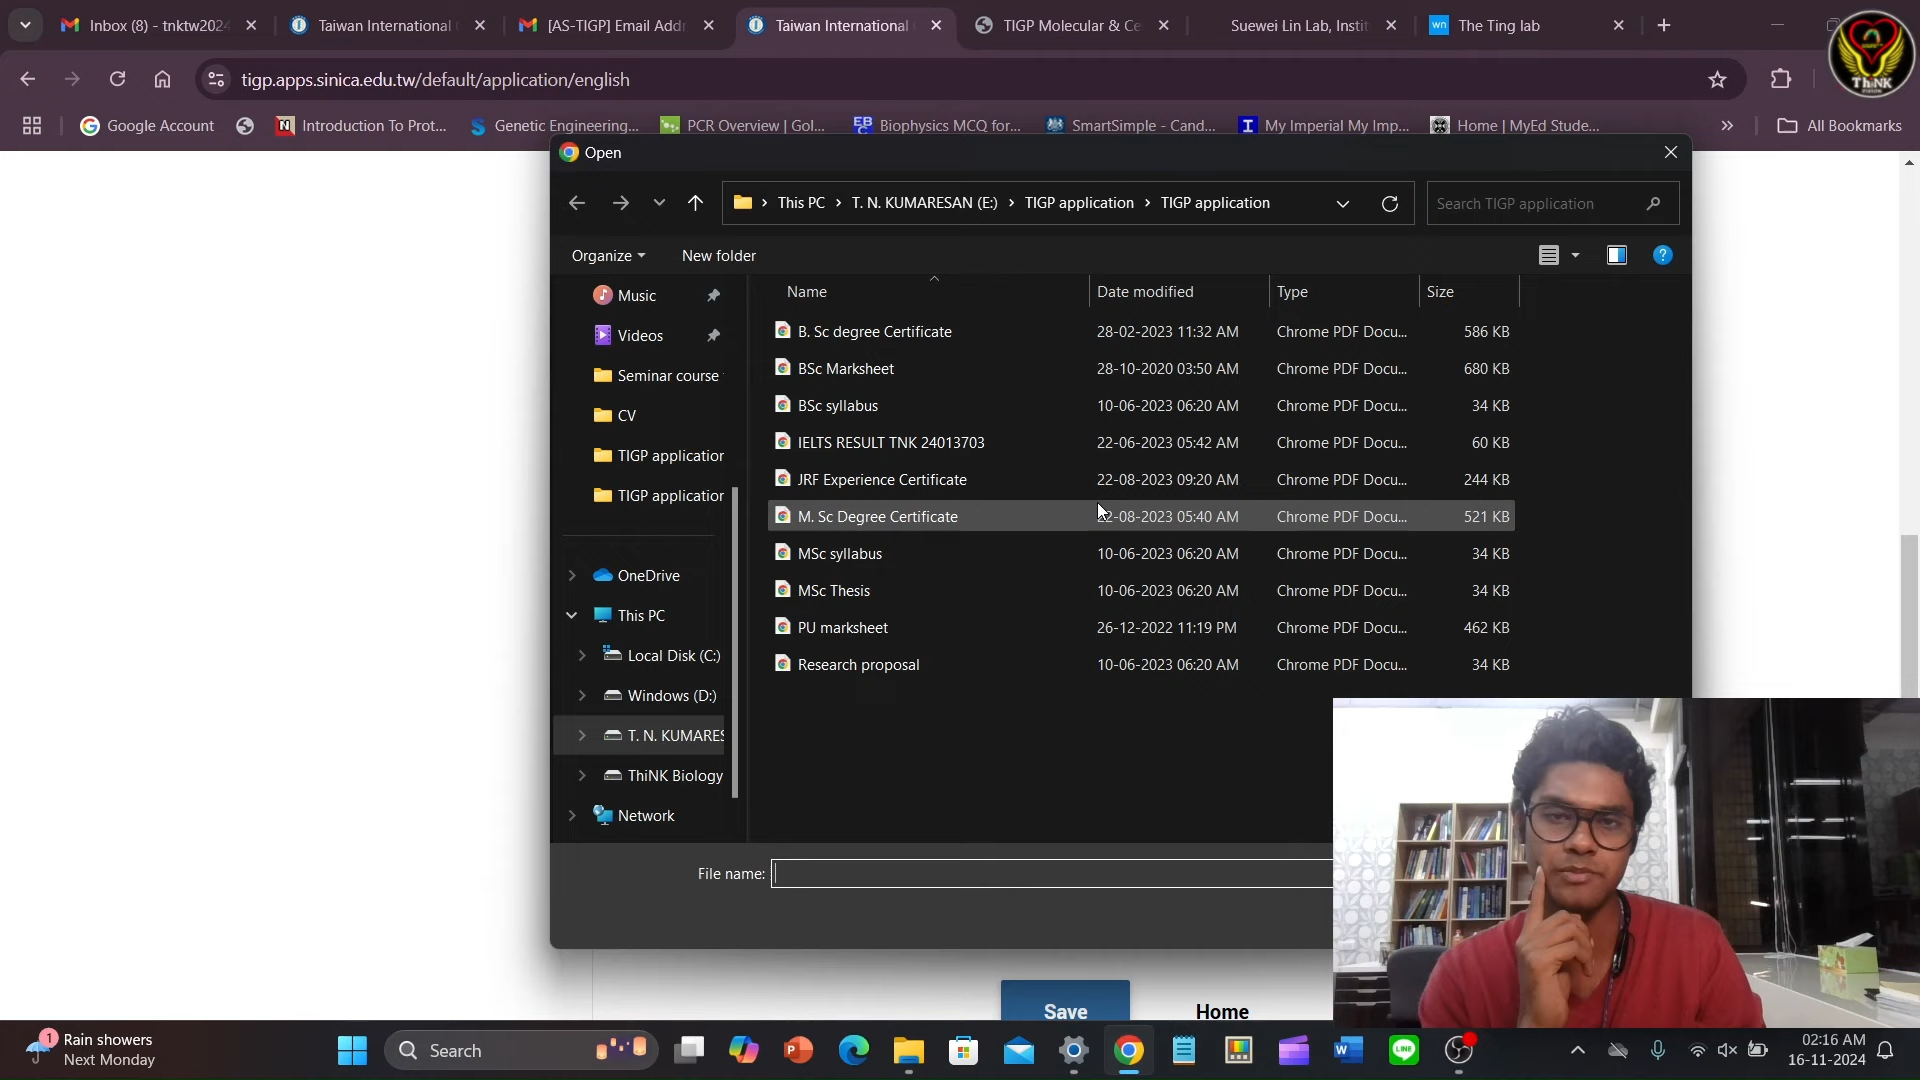 Inbox (8) - tnktw2024
Taiwan International
[AS-TIGP] Email Addr
Taiwan International
TIGP Molecular & Ce
Suewei Lin Lab, Instit
wn The Ting lab
tigp.apps.sinica.edu.tw/default/application/english
ThiNK
Google Account
Introduction To Prot...
Genetic Engineering...
PCR Overview | Gol...
Biophysics MCQ for...
SmartSimple - Cand...
My Imperial My Imp...
Home | MyEd Stude...
All Bookmarks
Open
This PC > T. N. KUMARESAN (E:) > TIGP application > TIGP application
Search TIGP application
Organize
New folder
Name Date modified Type Size
Music
Videos
Seminar course
CV
TIGP application
TIGP application
OneDrive
This PC
Local Disk (C:)
Windows (D:)
T. N. KUMARES
ThiNK Biology
Network
B. Sc degree Certificate 28-02-2023 11:32 AM Chrome PDF Docu... 586 KB
BSc Marksheet 28-10-2020 03:50 AM Chrome PDF Docu... 680 KB
BSc syllabus 10-06-2023 06:20 AM Chrome PDF Docu... 34 KB
IELTS RESULT TNK 24013703 22-06-2023 05:42 AM Chrome PDF Docu... 60 KB
JRF Experience Certificate 22-08-2023 09:20 AM Chrome PDF Docu... 244 KB
M. Sc Degree Certificate 22-08-2023 05:40 AM Chrome PDF Docu... 521 KB
MSc syllabus 10-06-2023 06:20 AM Chrome PDF Docu... 34 KB
MSc Thesis 10-06-2023 06:20 AM Chrome PDF Docu... 34 KB
PU marksheet 26-12-2022 11:19 PM Chrome PDF Docu... 462 KB
Research proposal 10-06-2023 06:20 AM Chrome PDF Docu... 34 KB
File name:
Save
Home
1
Rain showers
Next Monday
Search
LINE
02:16 AM
16-11-2024